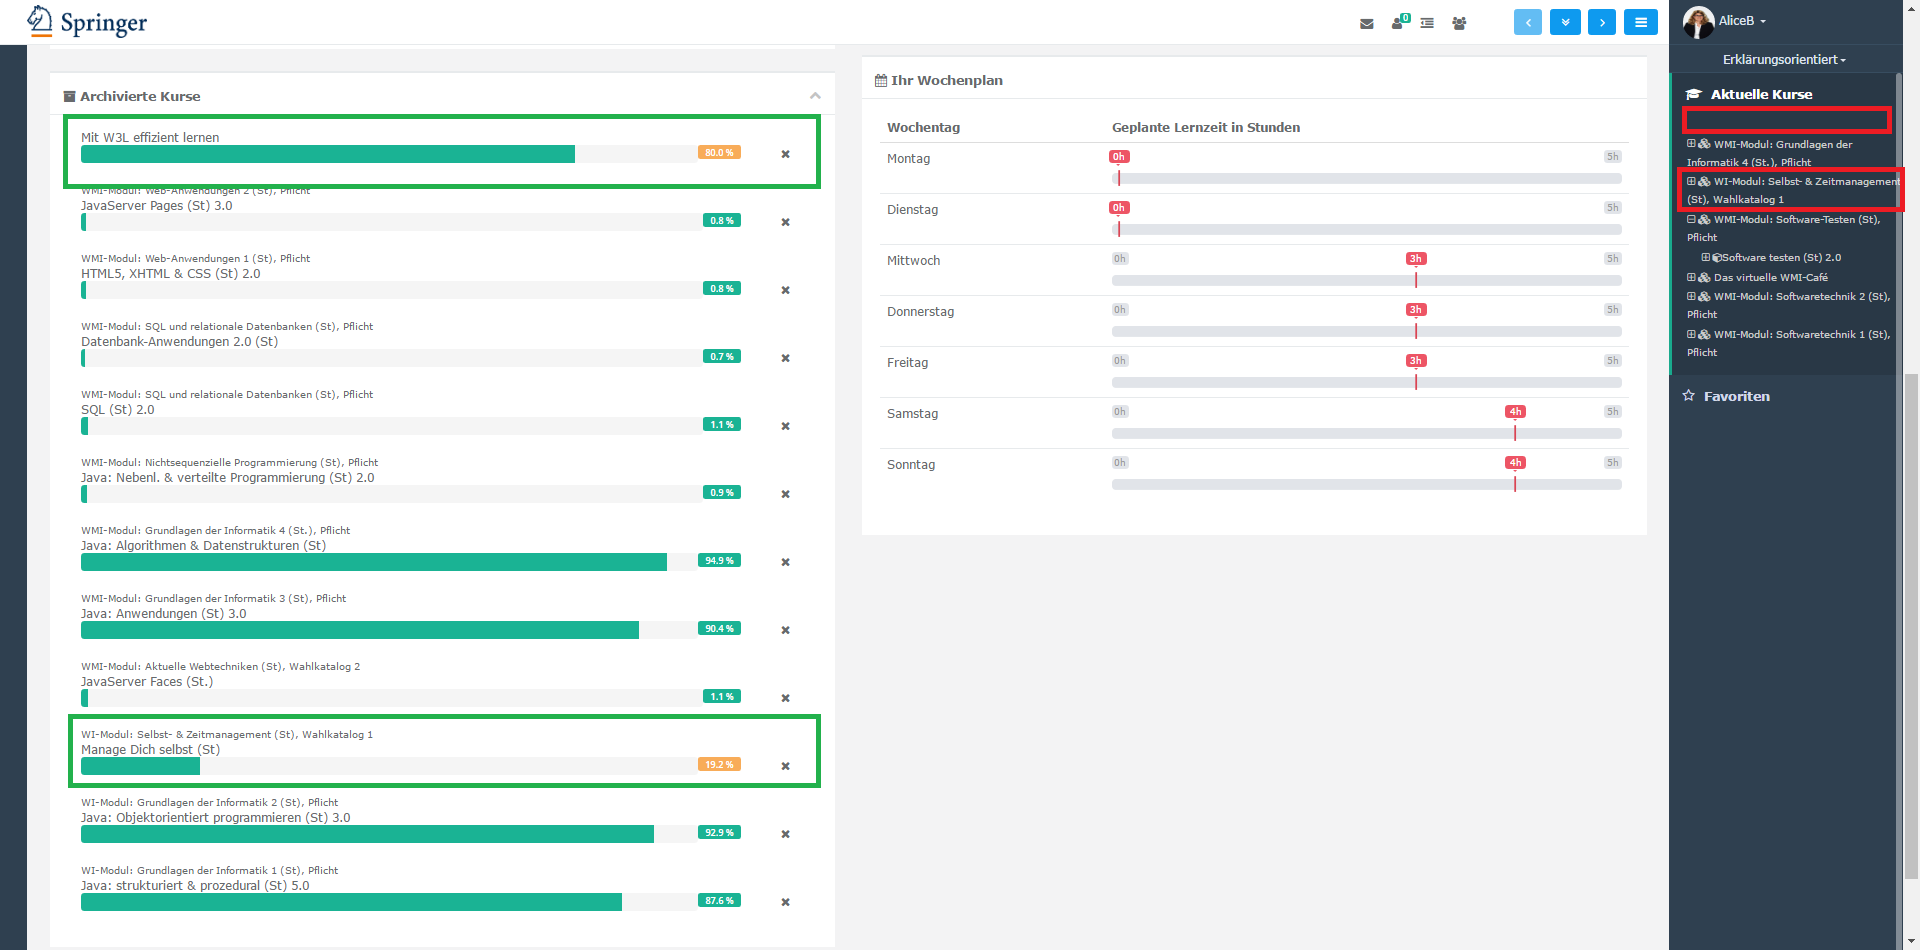 Springer
0
AliceB
Erklärungsorientiert
Archivierte Kurse
Mit W3L effizient lernen
80.0 %
WMI-Modul: Web-Anwendungen 2 (St), Pflicht
JavaServer Pages (St) 3.0
0.8 %
WMI-Modul: Web-Anwendungen 1 (St), Pflicht
HTML5, XHTML & CSS (St) 2.0
0.8 %
WMI-Modul: SQL und relationale Datenbanken (St), Pflicht
Datenbank-Anwendungen 2.0 (St)
0.7 %
WMI-Modul: SQL und relationale Datenbanken (St), Pflicht
SQL (St) 2.0
1.1 %
WMI-Modul: Nichtsequenzielle Programmierung (St), Pflicht
Java: Nebenl. & verteilte Programmierung (St) 2.0
0.9 %
WMI-Modul: Grundlagen der Informatik 4 (St.), Pflicht
Java: Algorithmen & Datenstrukturen (St)
94.9 %
WMI-Modul: Grundlagen der Informatik 3 (St), Pflicht
Java: Anwendungen (St) 3.0
90.4 %
WMI-Modul: Aktuelle Webtechniken (St), Wahlkatalog 2
JavaServer Faces (St.)
1.1 %
WI-Modul: Selbst- & Zeitmanagement (St), Wahlkatalog 1
Manage Dich selbst (St)
19.2 %
WI-Modul: Grundlagen der Informatik 2 (St), Pflicht
Java: Objektorientiert programmieren (St) 3.0
92.9 %
WI-Modul: Grundlagen der Informatik 1 (St), Pflicht
Java: strukturiert & prozedural (St) 5.0
87.6 %
Ihr Wochenplan
Wochentag Geplante Lernzeit in Stunden
Montag 0h 5h
Dienstag 0h 5h
Mittwoch 0h 3h 5h
Donnerstag 0h 3h 5h
Freitag 0h 3h 5h
Samstag 0h 4h 5h
Sonntag 0h 4h 5h
Aktuelle Kurse
WMI-Modul: Grundlagen der
Informatik 4 (St.), Pflicht
WI-Modul: Selbst- & Zeitmanagement
(St), Wahlkatalog 1
WMI-Modul: Software-Testen (St),
Pflicht
Software testen (St) 2.0
Das virtuelle WMI-Café
WMI-Modul: Softwaretechnik 2 (St),
Pflicht
WMI-Modul: Softwaretechnik 1 (St),
Pflicht
Favoriten